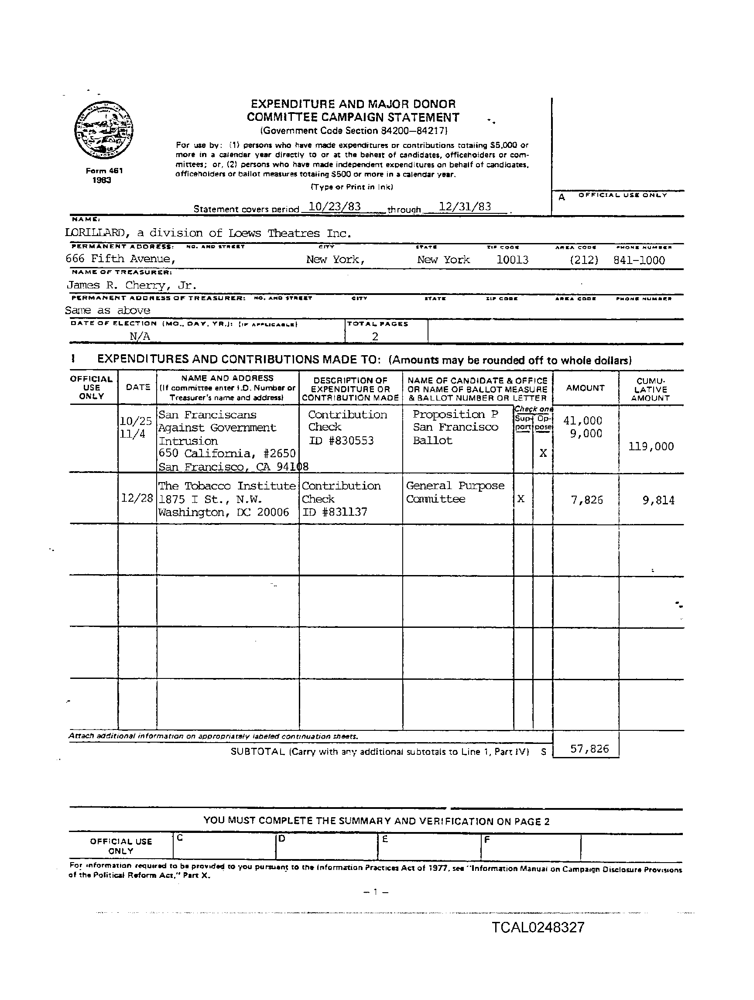 EXPENDITURE AND MAJOR DONOR
COMMITTEE CAMPAIGN STATEMENT
(Government Code Section 84200—84217)
For use by: (1) persons who have made expenditures or contributions totaling $5,000 or
more in a calendar year directly to or at the behest of candidates, officeholders or com-
mittees; or, (2) persons who have made independent expenditures on behalf of candidates,
officeholders or ballot measures totaling $500 or more in a calendar year.
(Type or Print in Ink)
Form 461
1983
A OFFICIAL USE ONLY
Statement covers period 10/23/83 through 12/31/83.
NAME:
LORILLARD, a division of Loews Theatres Inc.
PERMANENT ADDRESS: NO. AND STREET CITY STATE ZIP CODE AREA CODE PHONE NUMBER
666 Fifth Avenue, New York, New York 10013 (212) 841-1000
NAME OF TREASURER:
James R. Cherry, Jr.
PERMANENT ADDRESS OF TREASURER: NO. AND STREET CITY STATE ZIP CODE AREA CODE PHONE NUMBER
Same as above
DATE OF ELECTION (MO., DAY, YR.): (IF APPLICABLE) TOTAL PAGES
N/A 2
I EXPENDITURES AND CONTRIBUTIONS MADE TO: (Amounts may be rounded off to whole dollars)
OFFICIAL USE ONLY
DATE
NAME AND ADDRESS
(If committee enter I.D. Number or
Treasurer's name and address)
DESCRIPTION OF
EXPENDITURE OR
CONTRIBUTION MADE
NAME OF CANDIDATE & OFFICE
OR NAME OF BALLOT MEASURE
& BALLOT NUMBER OR LETTER
AMOUNT
CUMU-
LATIVE
AMOUNT
Check one
Sup- Op-
port pose
10/25
11/4
San Franciscans
Against Government
Intrusion
650 California, #2650
San Francisco, CA 94108
Contribution
Check
ID #830553
Proposition P
San Francisco
Ballot
X
41,000
9,000
119,000
12/28
The Tobacco Institute
1875 I St., N.W.
Washington, DC 20006
Contribution
Check
ID #831137
General Purpose
Committee
X
7,826
9,814
Attach additional information on appropriately labeled continuation sheets.
SUBTOTAL (Carry with any additional subtotals to Line 1, Part IV) $ 57,826
YOU MUST COMPLETE THE SUMMARY AND VERIFICATION ON PAGE 2
OFFICIAL USE
ONLY
C D E F
For information required to be provided to you pursuant to the Information Practices Act of 1977, see "Information Manual on Campaign Disclosure Provisions
of the Political Reform Act," Part X.
— 1 —
TCAL0248327